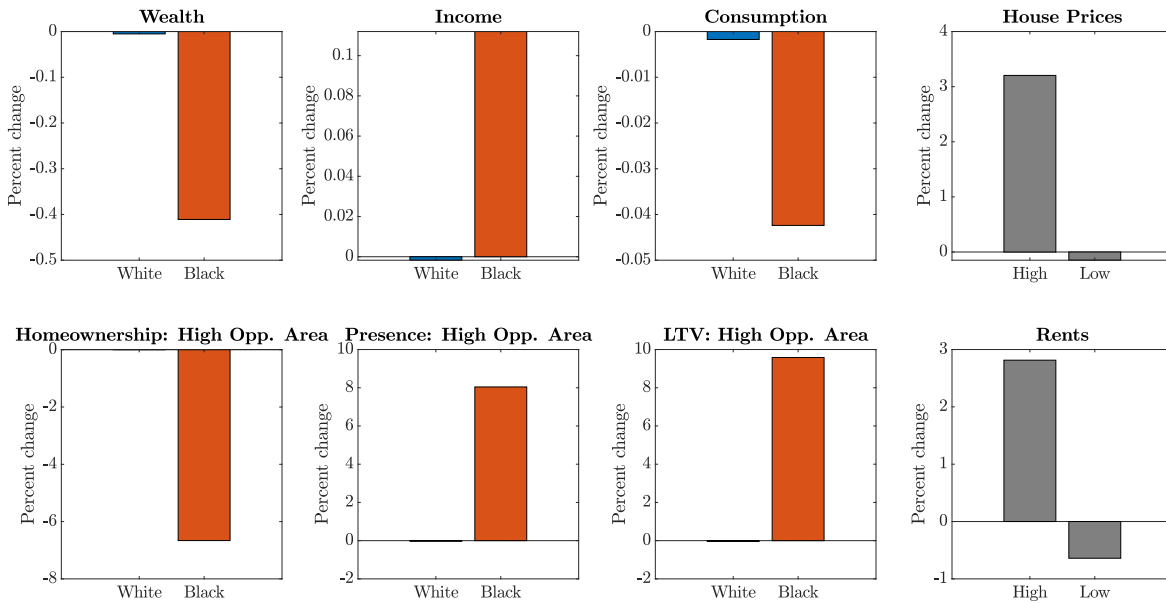 Wealth
Percent change
0
-0.1
-0.2
-0.3
-0.4
-0.5
White Black
Income
Percent change
0.1
0.08
0.06
0.04
0.02
0
White Black
Consumption
Percent change
0
-0.01
-0.02
-0.03
-0.04
-0.05
White Black
House Prices
Percent change
4
3
2
1
0
High Low
Homeownership: High Opp. Area
Percent change
0
-2
-4
-6
-8
White Black
Presence: High Opp. Area
Percent change
10
8
6
4
2
0
-2
White Black
LTV: High Opp. Area
Percent change
10
8
6
4
2
0
-2
White Black
Rents
Percent change
3
2
1
0
-1
High Low